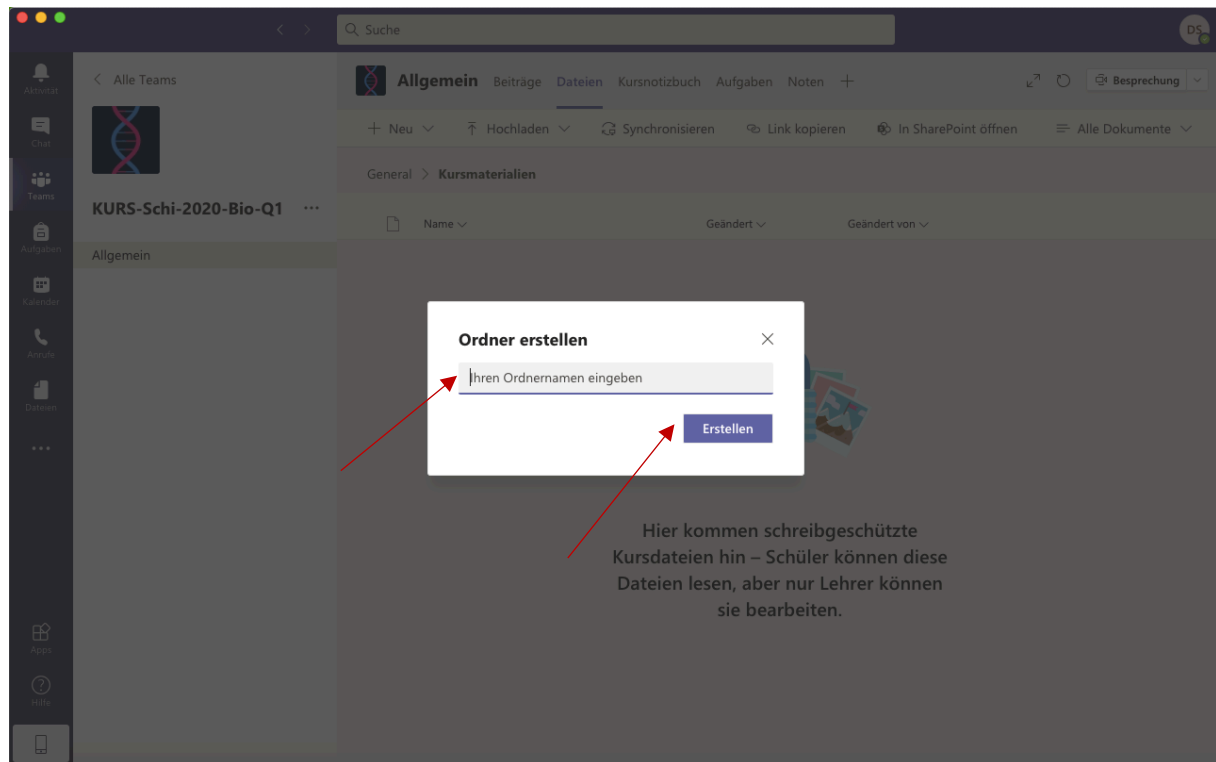 Suche
DS
Aktivität
Chat
Teams
Aufgaben
Kalender
Anrufe
Dateien
Apps
Hilfe
Alle Teams
KURS-Schi-2020-Bio-Q1
Allgemein
Allgemein Beiträge Dateien Kursnotizbuch Aufgaben Noten
Besprechung
Neu Hochladen Synchronisieren Link kopieren In SharePoint öffnen Alle Dokumente
General > Kursmaterialien
Name Geändert Geändert von
Ordner erstellen
Ihren Ordnernamen eingeben
Erstellen
Hier kommen schreibgeschützte
Kursdateien hin – Schüler können diese
Dateien lesen, aber nur Lehrer können
sie bearbeiten.